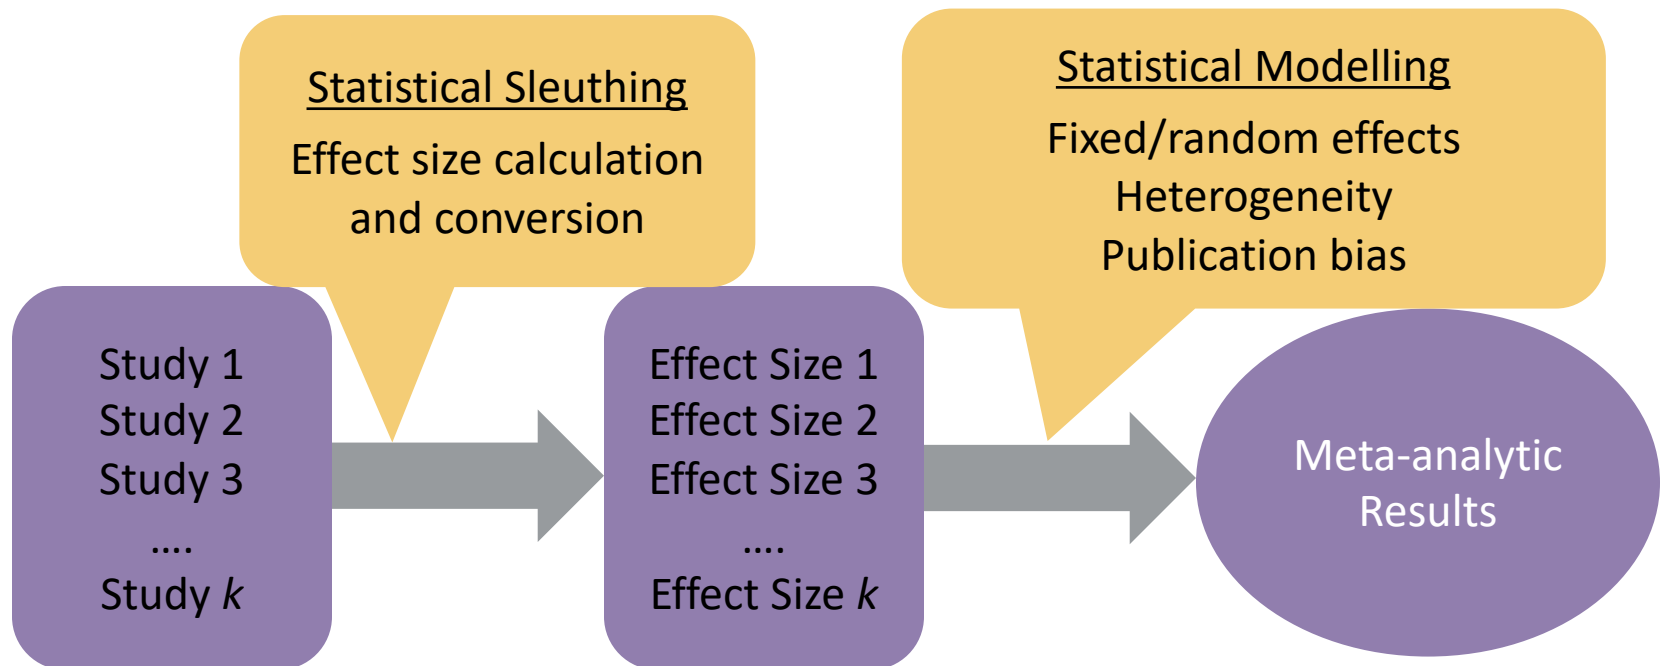 Statistical Sleuthing
Effect size calculation
and conversion
Statistical Modelling
Fixed/random effects
Heterogeneity
Publication bias
Study 1
Study 2
Study 3
....
Study k
Effect Size 1
Effect Size 2
Effect Size 3
....
Effect Size k
Meta-analytic
Results